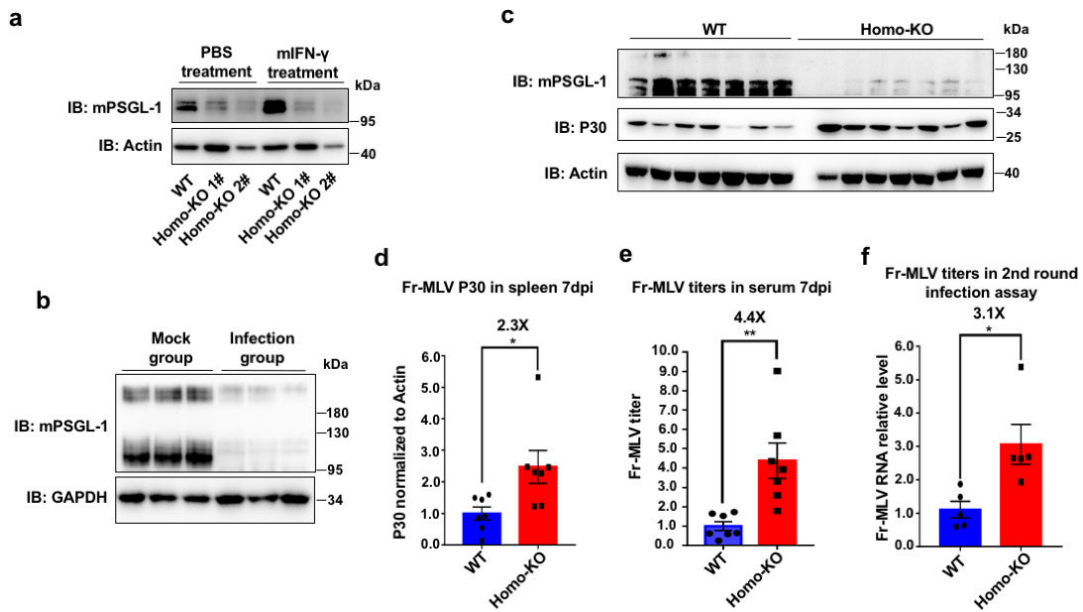 a
PBS treatment
mIFN-γ treatment
kDa
IB: mPSGL-1
95
IB: Actin
40
WT
Homo-KO 1#
Homo-KO 2#
WT
Homo-KO 1#
Homo-KO 2#
b
Mock group
Infection group
kDa
IB: mPSGL-1
180
130
95
IB: GAPDH
34
c
WT
Homo-KO
kDa
IB: mPSGL-1
180
130
95
IB: P30
34
25
IB: Actin
40
d
Fr-MLV P30 in spleen 7dpi
2.3X
*
P30 normalized to Actin
6.0
5.0
4.0
3.0
2.0
1.0
0.0
WT
Homo-KO
e
Fr-MLV titers in serum 7dpi
4.4X
**
Fr-MLV titer
10.0
9.0
8.0
7.0
6.0
5.0
4.0
3.0
2.0
1.0
0.0
WT
Homo-KO
f
Fr-MLV titers in 2nd round
infection assay
3.1X
*
Fr-MLV RNA relative level
6.0
5.0
4.0
3.0
2.0
1.0
0.0
WT
Homo-KO